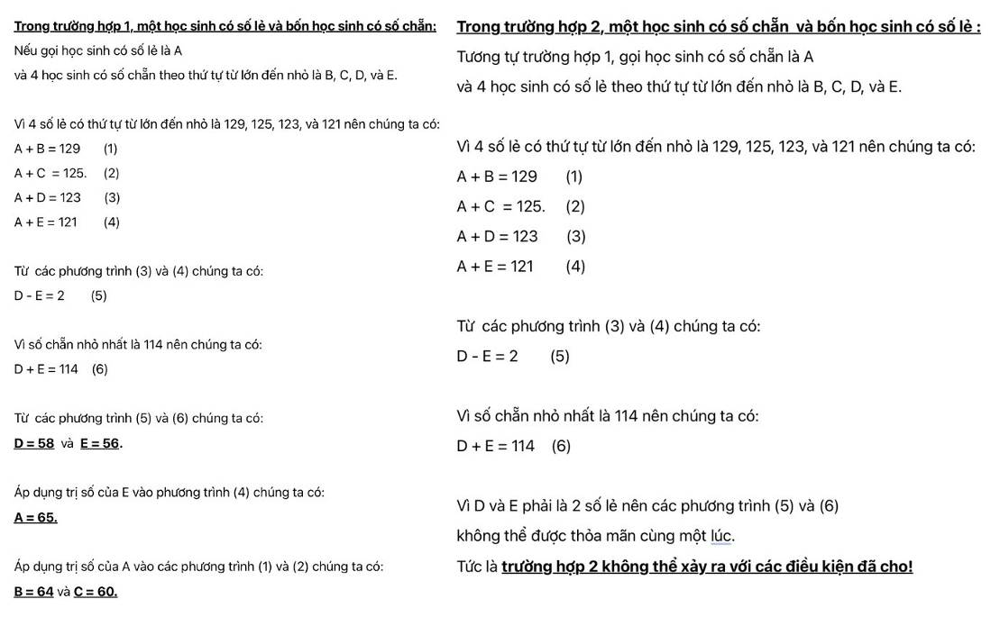 Trong trường hợp 1, một học sinh có số lẻ và bốn học sinh có số chẵn:
Nếu gọi học sinh có số lẻ là A
và 4 học sinh có số chẵn theo thứ tự từ lớn đến nhỏ là B, C, D, và E.
Vì 4 số lẻ có thứ tự từ lớn đến nhỏ là 129, 125, 123, và 121 nên chúng ta có:
A + B = 129 (1)
A + C = 125. (2)
A + D = 123 (3)
A + E = 121 (4)
Từ các phương trình (3) và (4) chúng ta có:
D - E = 2 (5)
Vì số chẵn nhỏ nhất là 114 nên chúng ta có:
D + E = 114 (6)
Từ các phương trình (5) và (6) chúng ta có:
D = 58 và E = 56.
Áp dụng trị số của E vào phương trình (4) chúng ta có:
A = 65.
Áp dụng trị số của A vào các phương trình (1) và (2) chúng ta có:
B = 64 và C = 60.
Trong trường hợp 2, một học sinh có số chẵn và bốn học sinh có số lẻ :
Tương tự trường hợp 1, gọi học sinh có số chẵn là A
và 4 học sinh có số lẻ theo thứ tự từ lớn đến nhỏ là B, C, D, và E.
Vì 4 số lẻ có thứ tự từ lớn đến nhỏ là 129, 125, 123, và 121 nên chúng ta có:
A + B = 129 (1)
A + C = 125. (2)
A + D = 123 (3)
A + E = 121 (4)
Từ các phương trình (3) và (4) chúng ta có:
D - E = 2 (5)
Vì số chẵn nhỏ nhất là 114 nên chúng ta có:
D + E = 114 (6)
Vì D và E phải là 2 số lẻ nên các phương trình (5) và (6)
không thể được thỏa mãn cùng một lúc.
Tức là trường hợp 2 không thể xảy ra với các điều kiện đã cho!